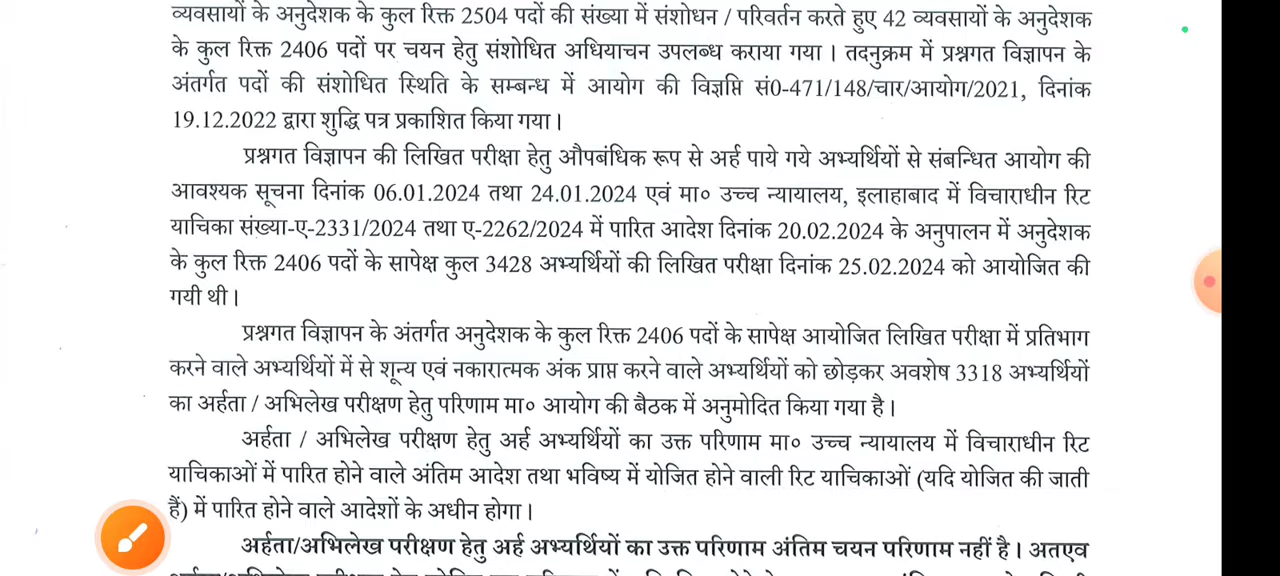 व्यवसायों के अनुदेशक के कुल रिक्त 2504 पदों की संख्या में संशोधन / परिवर्तन करते हुए 42 व्यवसायों के अनुदेशक
के कुल रिक्त 2406 पदों पर चयन हेतु संशोधित अधियाचन उपलब्ध कराया गया । तदनुक्रम में प्रश्नगत विज्ञापन के
अंतर्गत पदों की संशोधित स्थिति के सम्बन्ध में आयोग की विज्ञप्ति सं0-471/148/चार/आयोग/2021, दिनांक
19.12.2022 द्वारा शुद्धि पत्र प्रकाशित किया गया ।
प्रश्नगत विज्ञापन की लिखित परीक्षा हेतु औपबंधिक रूप से अर्ह पाये गये अभ्यर्थियों से संबन्धित आयोग की
आवश्यक सूचना दिनांक 06.01.2024 तथा 24.01.2024 एवं मा० उच्च न्यायालय, इलाहाबाद में विचाराधीन रिट
याचिका संख्या-ए-2331/2024 तथा ए-2262/2024 में पारित आदेश दिनांक 20.02.2024 के अनुपालन में अनुदेशक
के कुल रिक्त 2406 पदों के सापेक्ष कुल 3428 अभ्यर्थियों की लिखित परीक्षा दिनांक 25.02.2024 को आयोजित की
गयी थी ।
प्रश्नगत विज्ञापन के अंतर्गत अनुदेशक के कुल रिक्त 2406 पदों के सापेक्ष आयोजित लिखित परीक्षा में प्रतिभाग
करने वाले अभ्यर्थियों में से शून्य एवं नकारात्मक अंक प्राप्त करने वाले अभ्यर्थियों को छोड़कर अवशेष 3318 अभ्यर्थियों
का अर्हता / अभिलेख परीक्षण हेतु परिणाम मा० आयोग की बैठक में अनुमोदित किया गया है ।
अर्हता / अभिलेख परीक्षण हेतु अर्ह अभ्यर्थियों का उक्त परिणाम मा० उच्च न्यायालय में विचाराधीन रिट
याचिकाओं में पारित होने वाले अंतिम आदेश तथा भविष्य में योजित होने वाली रिट याचिकाओं (यदि योजित की जाती
हैं) में पारित होने वाले आदेशों के अधीन होगा ।
अर्हता/अभिलेख परीक्षण हेतु अर्ह अभ्यर्थियों का उक्त परिणाम अंतिम चयन परिणाम नहीं है । अतएव